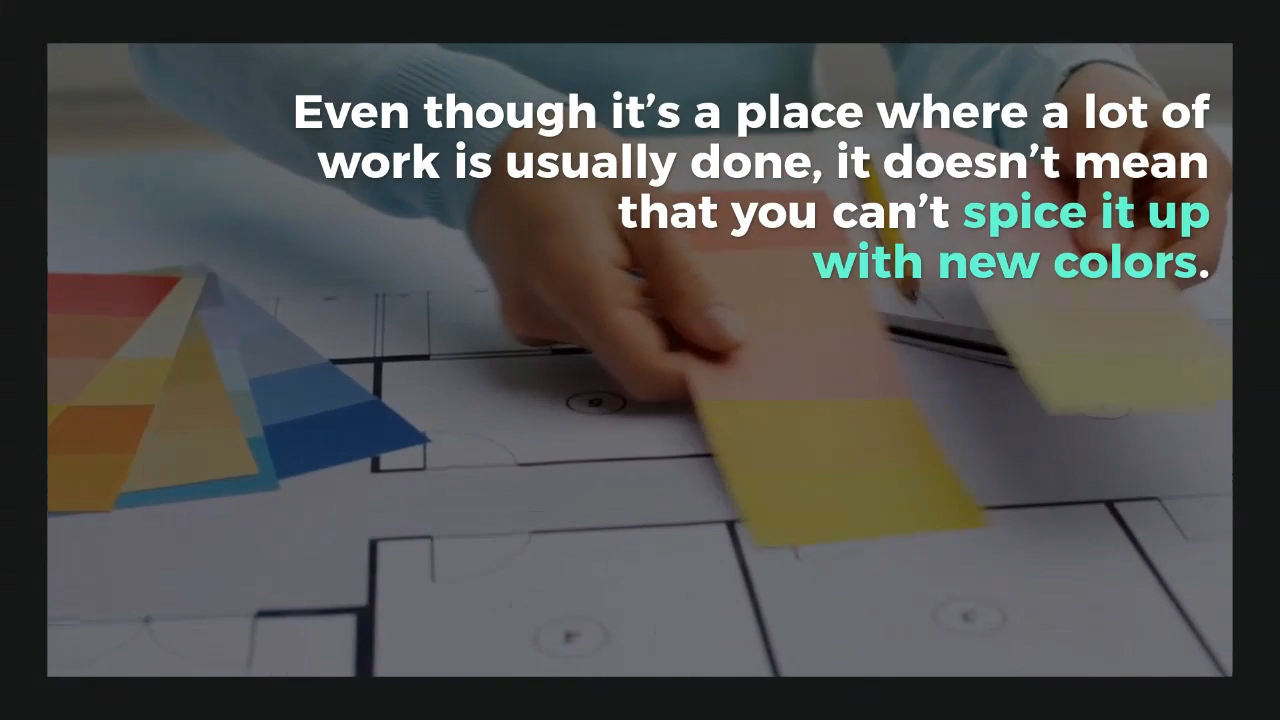 Even though it’s a place where a lot of
work is usually done, it doesn’t mean
that you can’t spice it up
with new colors.